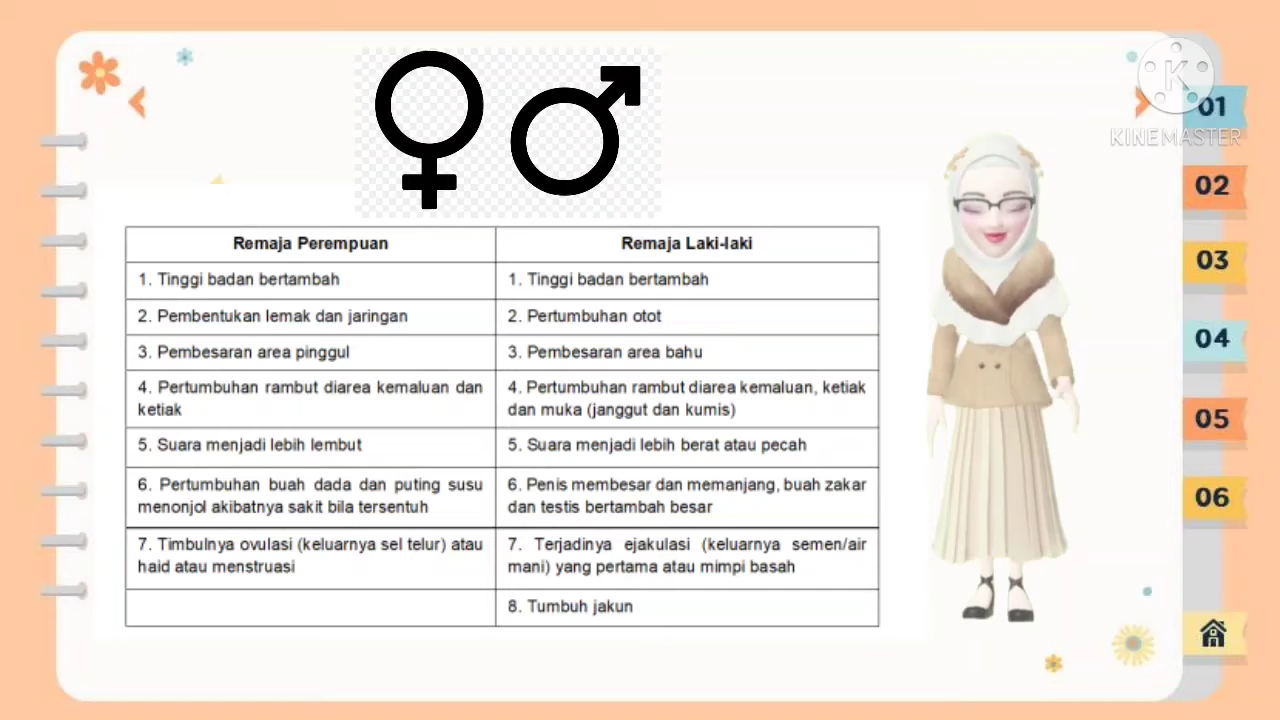 K
KINEMASTER
01
02
03
04
05
06
Remaja Perempuan
Remaja Laki-laki
1. Tinggi badan bertambah
1. Tinggi badan bertambah
2. Pembentukan lemak dan jaringan
2. Pertumbuhan otot
3. Pembesaran area pinggul
3. Pembesaran area bahu
4. Pertumbuhan rambut diarea kemaluan dan
ketiak
4. Pertumbuhan rambut diarea kemaluan, ketiak
dan muka (janggut dan kumis)
5. Suara menjadi lebih lembut
5. Suara menjadi lebih berat atau pecah
6. Pertumbuhan buah dada dan puting susu
menonjol akibatnya sakit bila tersentuh
6. Penis membesar dan memanjang, buah zakar
dan testis bertambah besar
7. Timbulnya ovulasi (keluarnya sel telur) atau
haid atau menstruasi
7. Terjadinya ejakulasi (keluarnya semen/air
mani) yang pertama atau mimpi basah
8. Tumbuh jakun